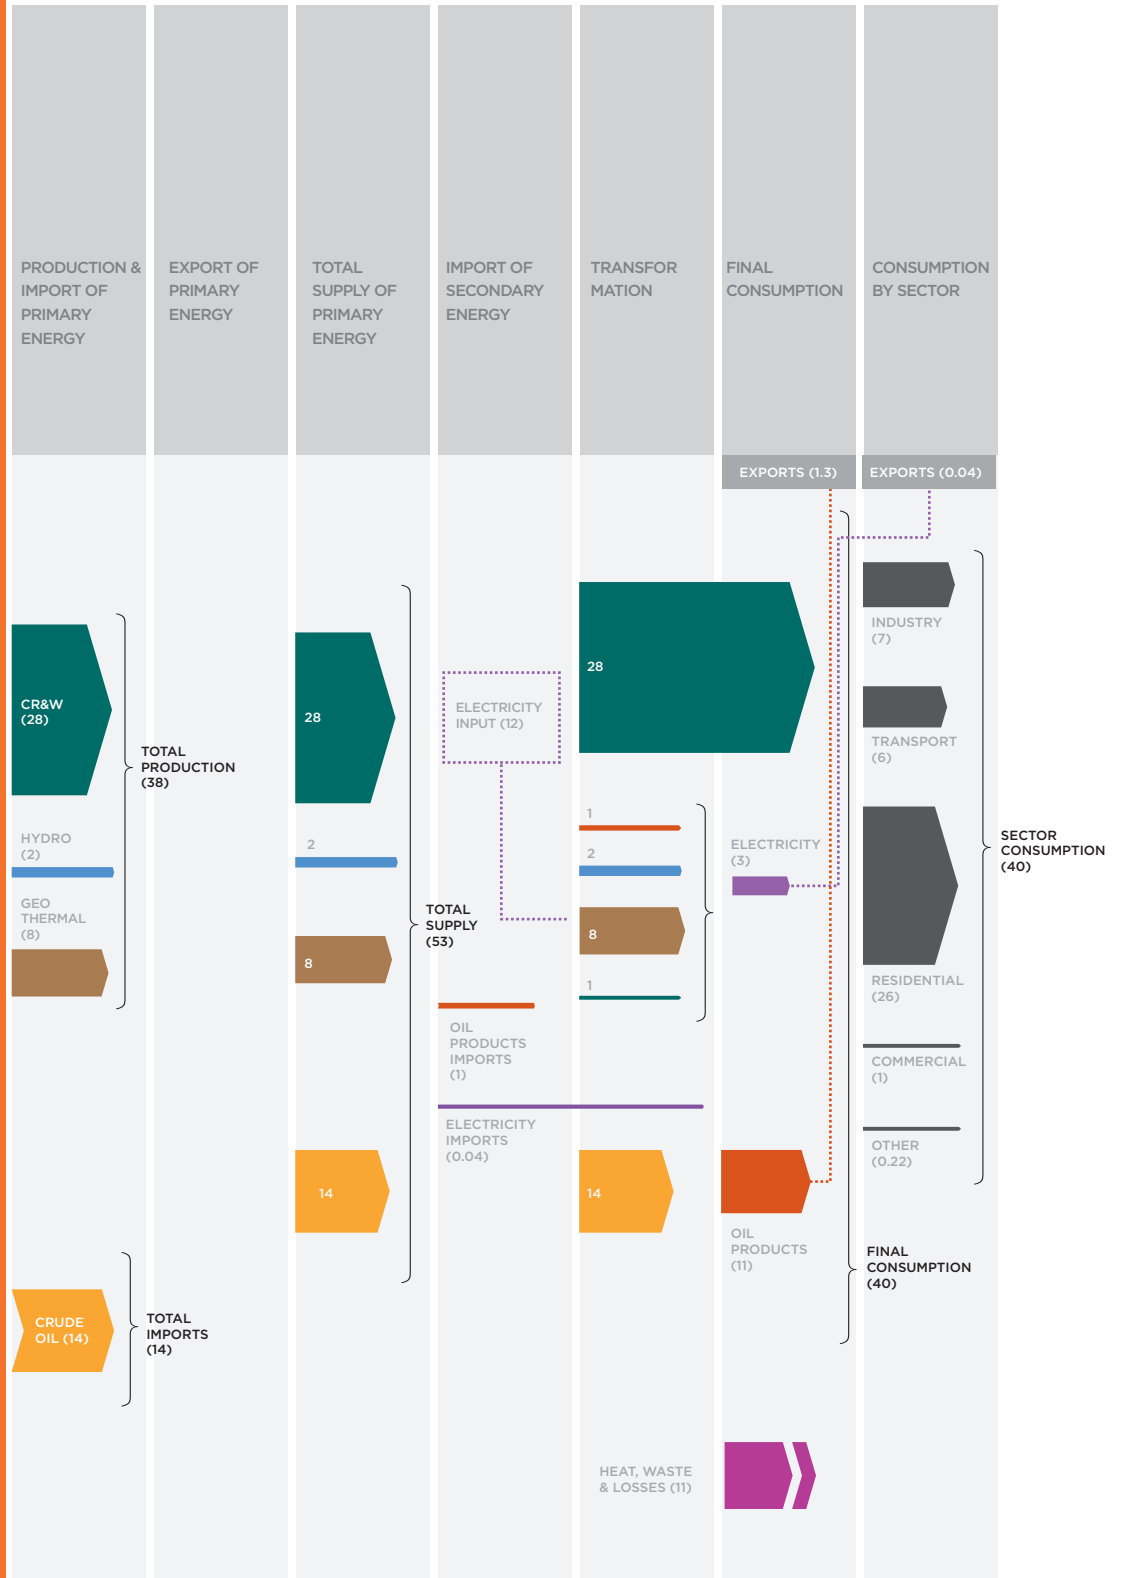 PRODUCTION &
IMPORT OF
PRIMARY
ENERGY
EXPORT OF
PRIMARY
ENERGY
TOTAL
SUPPLY OF
PRIMARY
ENERGY
IMPORT OF
SECONDARY
ENERGY
TRANSFOR
MATION
FINAL
CONSUMPTION
CONSUMPTION
BY SECTOR
EXPORTS (1.3)
EXPORTS (0.04)
CR&W
(28)
HYDRO
(2)
GEO
THERMAL
(8)
TOTAL
PRODUCTION
(38)
CRUDE
OIL (14)
TOTAL
IMPORTS
(14)
28
2
8
14
TOTAL
SUPPLY
(53)
ELECTRICITY
INPUT (12)
OIL
PRODUCTS
IMPORTS
(1)
ELECTRICITY
IMPORTS
(0.04)
28
1
2
8
1
14
HEAT, WASTE
& LOSSES (11)
ELECTRICITY
(3)
OIL
PRODUCTS
(11)
FINAL
CONSUMPTION
(40)
INDUSTRY
(7)
TRANSPORT
(6)
RESIDENTIAL
(26)
COMMERCIAL
(1)
OTHER
(0.22)
SECTOR
CONSUMPTION
(40)